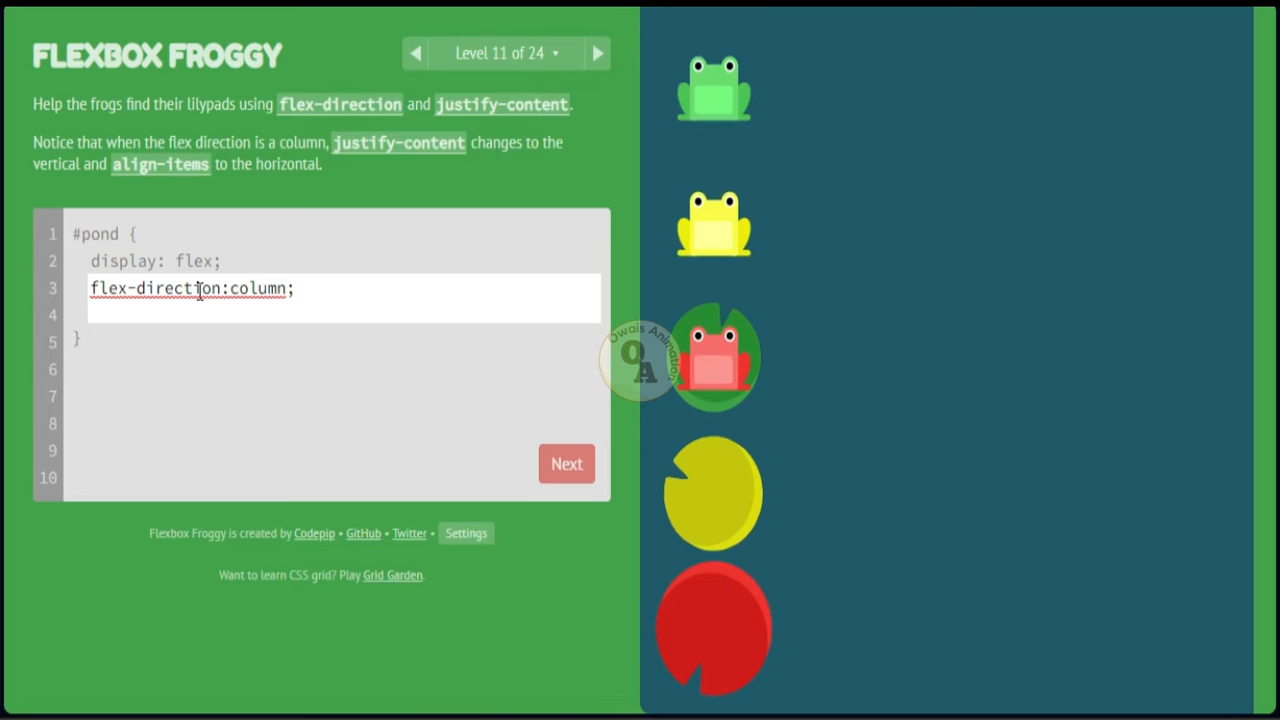 FLEXBOX FROGGY
Level 11 of 24
Help the frogs find their lilypads using flex-direction and justify-content.
Notice that when the flex direction is a column, justify-content changes to the
vertical and align-items to the horizontal.
1 #pond {
2 display: flex;
3 flex-direction:column;
4
5 }
6
7
8
9
10
Next
Owais Animation
OA
Flexbox Froggy is created by Codepip • GitHub • Twitter • Settings
Want to learn CSS grid? Play Grid Garden.